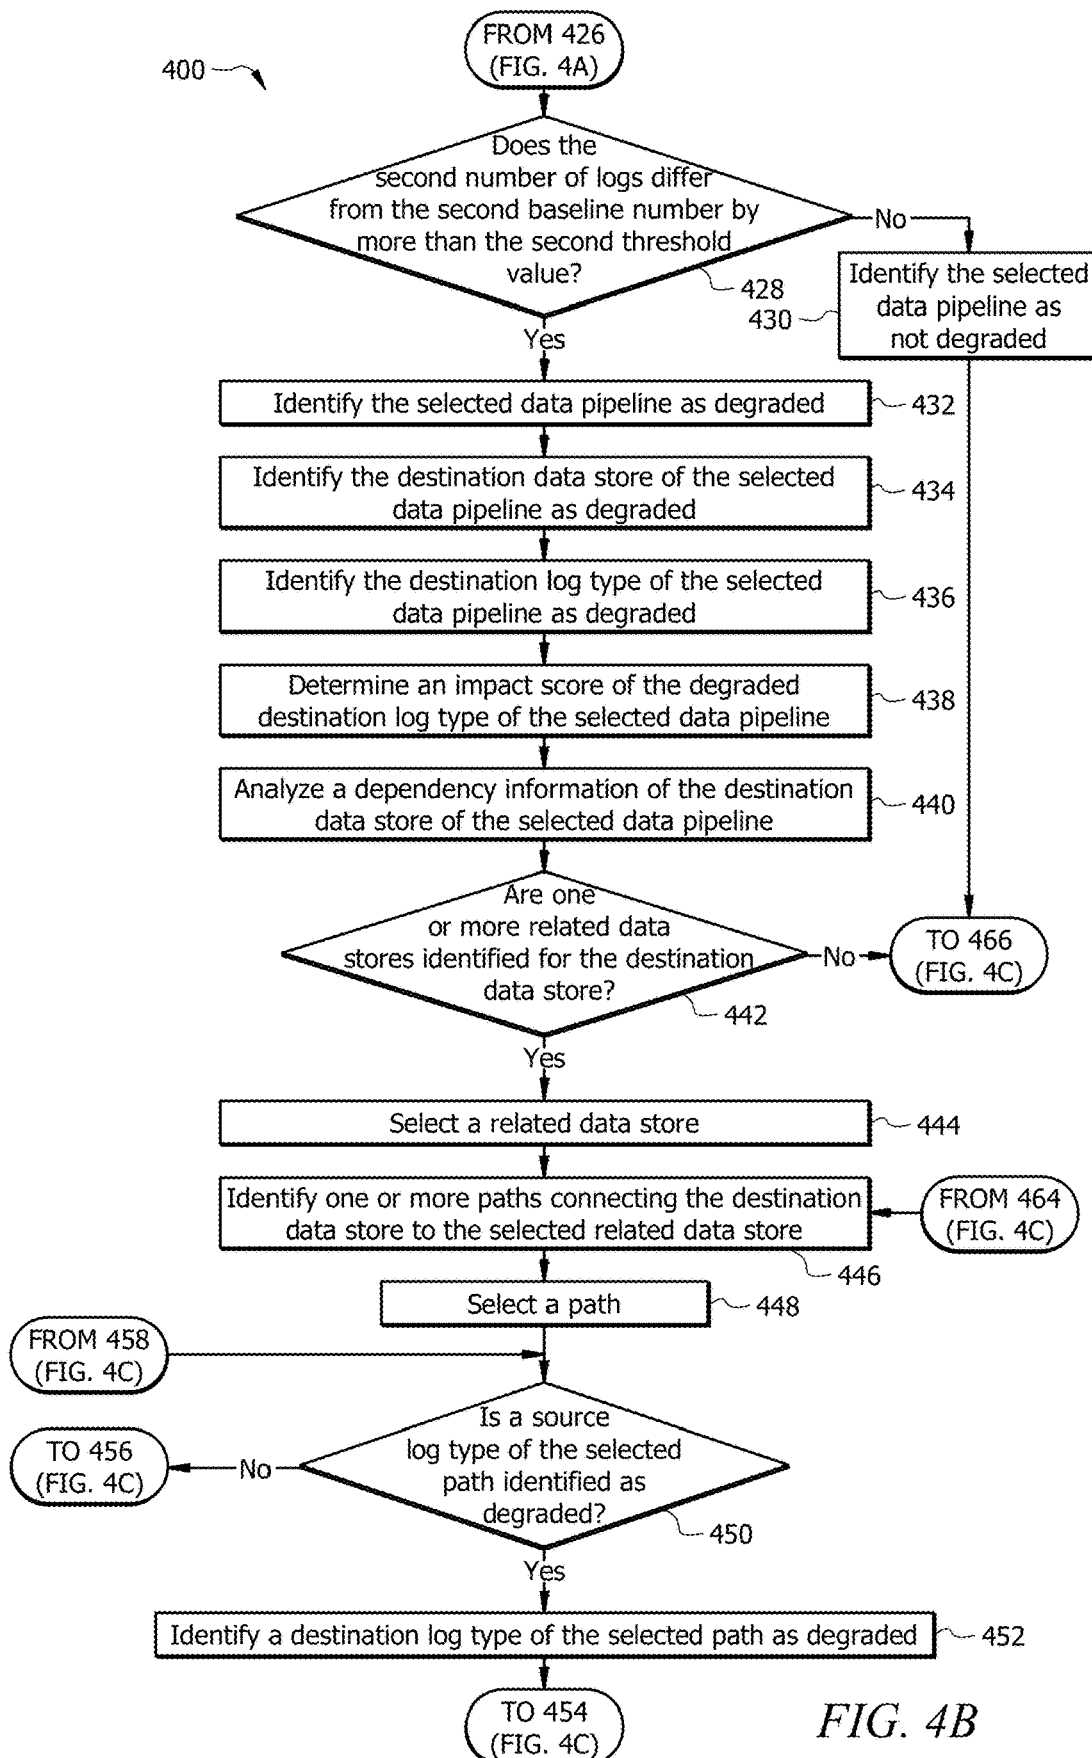 FROM 426
(FIG. 4A)
400
Does the
second number of logs differ
from the second baseline number by
more than the second threshold
value?
428
No
Identify the selected
data pipeline as
not degraded
430
Yes
Identify the selected data pipeline as degraded
432
Identify the destination data store of the selected
data pipeline as degraded
434
Identify the destination log type of the selected
data pipeline as degraded
436
Determine an impact score of the degraded
destination log type of the selected data pipeline
438
Analyze a dependency information of the destination
data store of the selected data pipeline
440
Are one
or more related data
stores identified for the destination
data store?
442
No
TO 466
(FIG. 4C)
Yes
Select a related data store
444
Identify one or more paths connecting the destination
data store to the selected related data store
446
FROM 464
(FIG. 4C)
Select a path
448
FROM 458
(FIG. 4C)
Is a source
log type of the selected
path identified as
degraded?
450
No
TO 456
(FIG. 4C)
Yes
Identify a destination log type of the selected path as degraded
452
TO 454
(FIG. 4C)
FIG. 4B